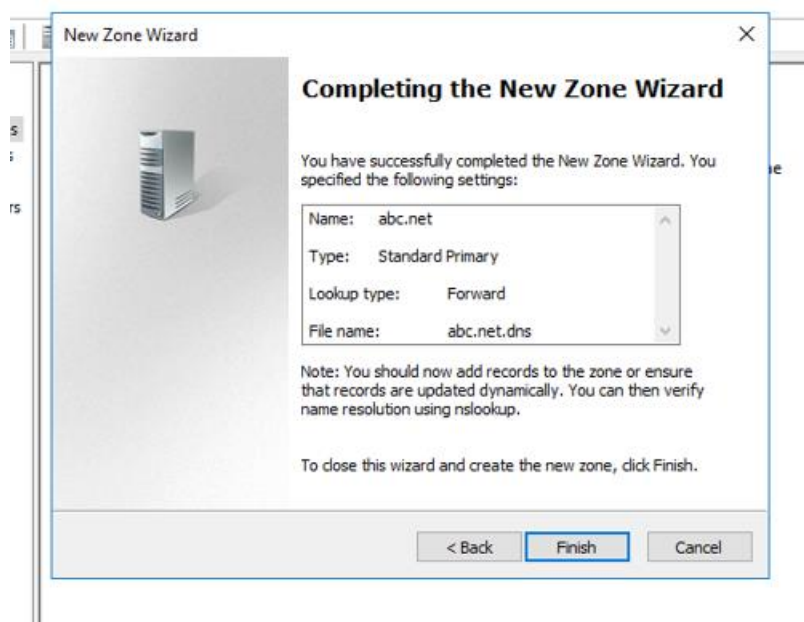 New Zone Wizard
Completing the New Zone Wizard
You have successfully completed the New Zone Wizard. You
specified the following settings:
Name: abc.net
Type: Standard Primary
Lookup type: Forward
File name: abc.net.dns
Note: You should now add records to the zone or ensure
that records are updated dynamically. You can then verify
name resolution using nslookup.
To close this wizard and create the new zone, click Finish.
< Back Finish Cancel